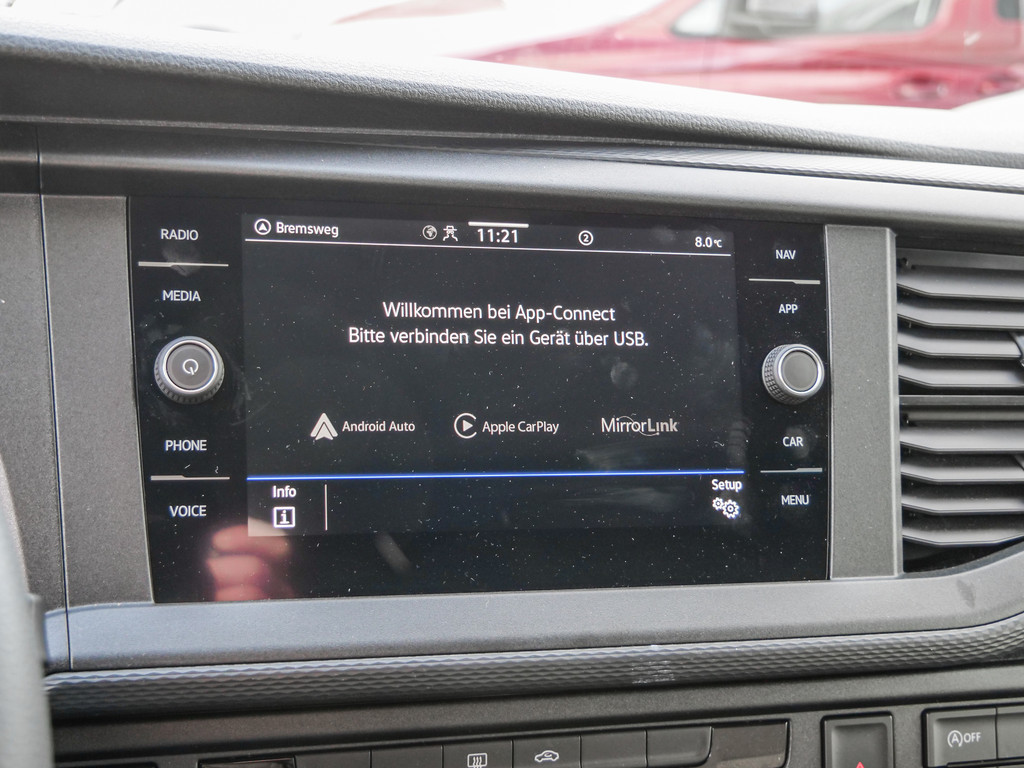 RADIO
MEDIA
PHONE
VOICE
Bremsweg
11:21
2
8.0°C
Willkommen bei App-Connect
Bitte verbinden Sie ein Gerät über USB.
Android Auto
Apple CarPlay
MirrorLink
Info
i
Setup
NAV
APP
CAR
MENU
A OFF